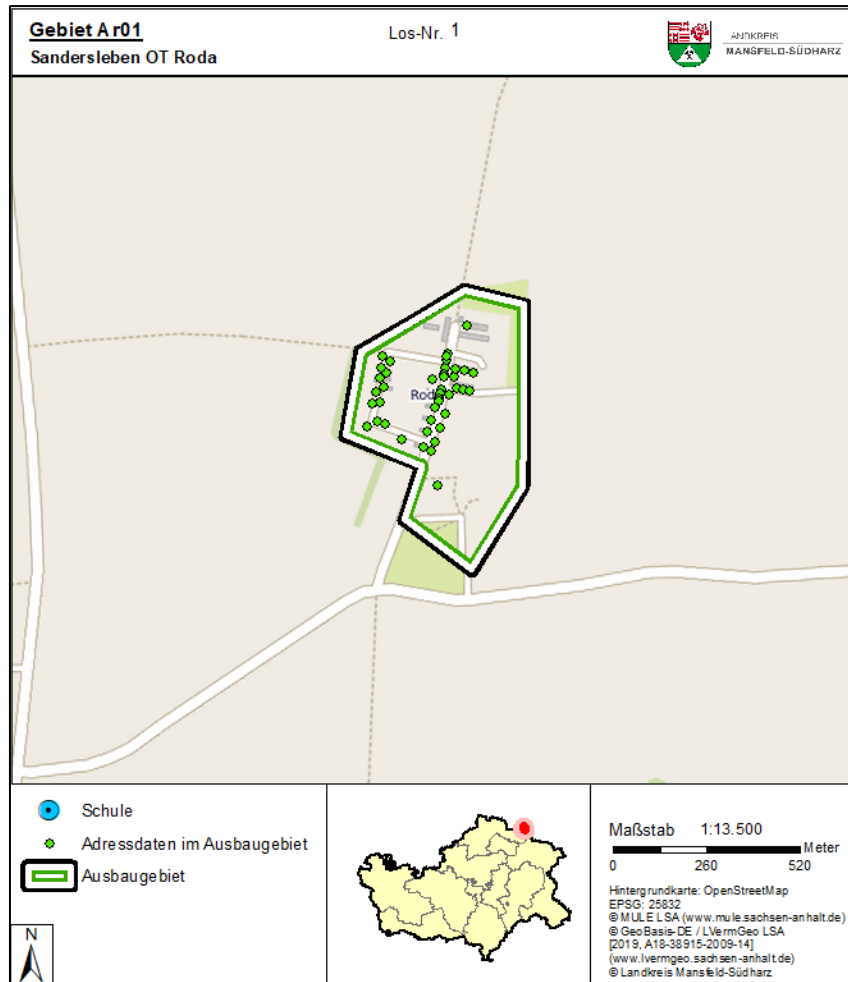 Gebiet Ar01
Los-Nr. 1
Sandersleben OT Roda
ANDKREIS
MANSFELD-SÜDHARZ
Schule
Adressdaten im Ausbaugebiet
Ausbaugebiet
N
Maßstab 1:13.500
Meter
0 260 520
Hintergrundkarte: OpenStreetMap
EPSG: 25832
© MULE LSA (www.mule.sachsen-anhalt.de)
© GeoBasis-DE / LVermGeo LSA
[2019, A18-38915-2009-14]
(www.lvermgeo.sachsen-anhalt.de)
© Landkreis Mansfeld-Südharz